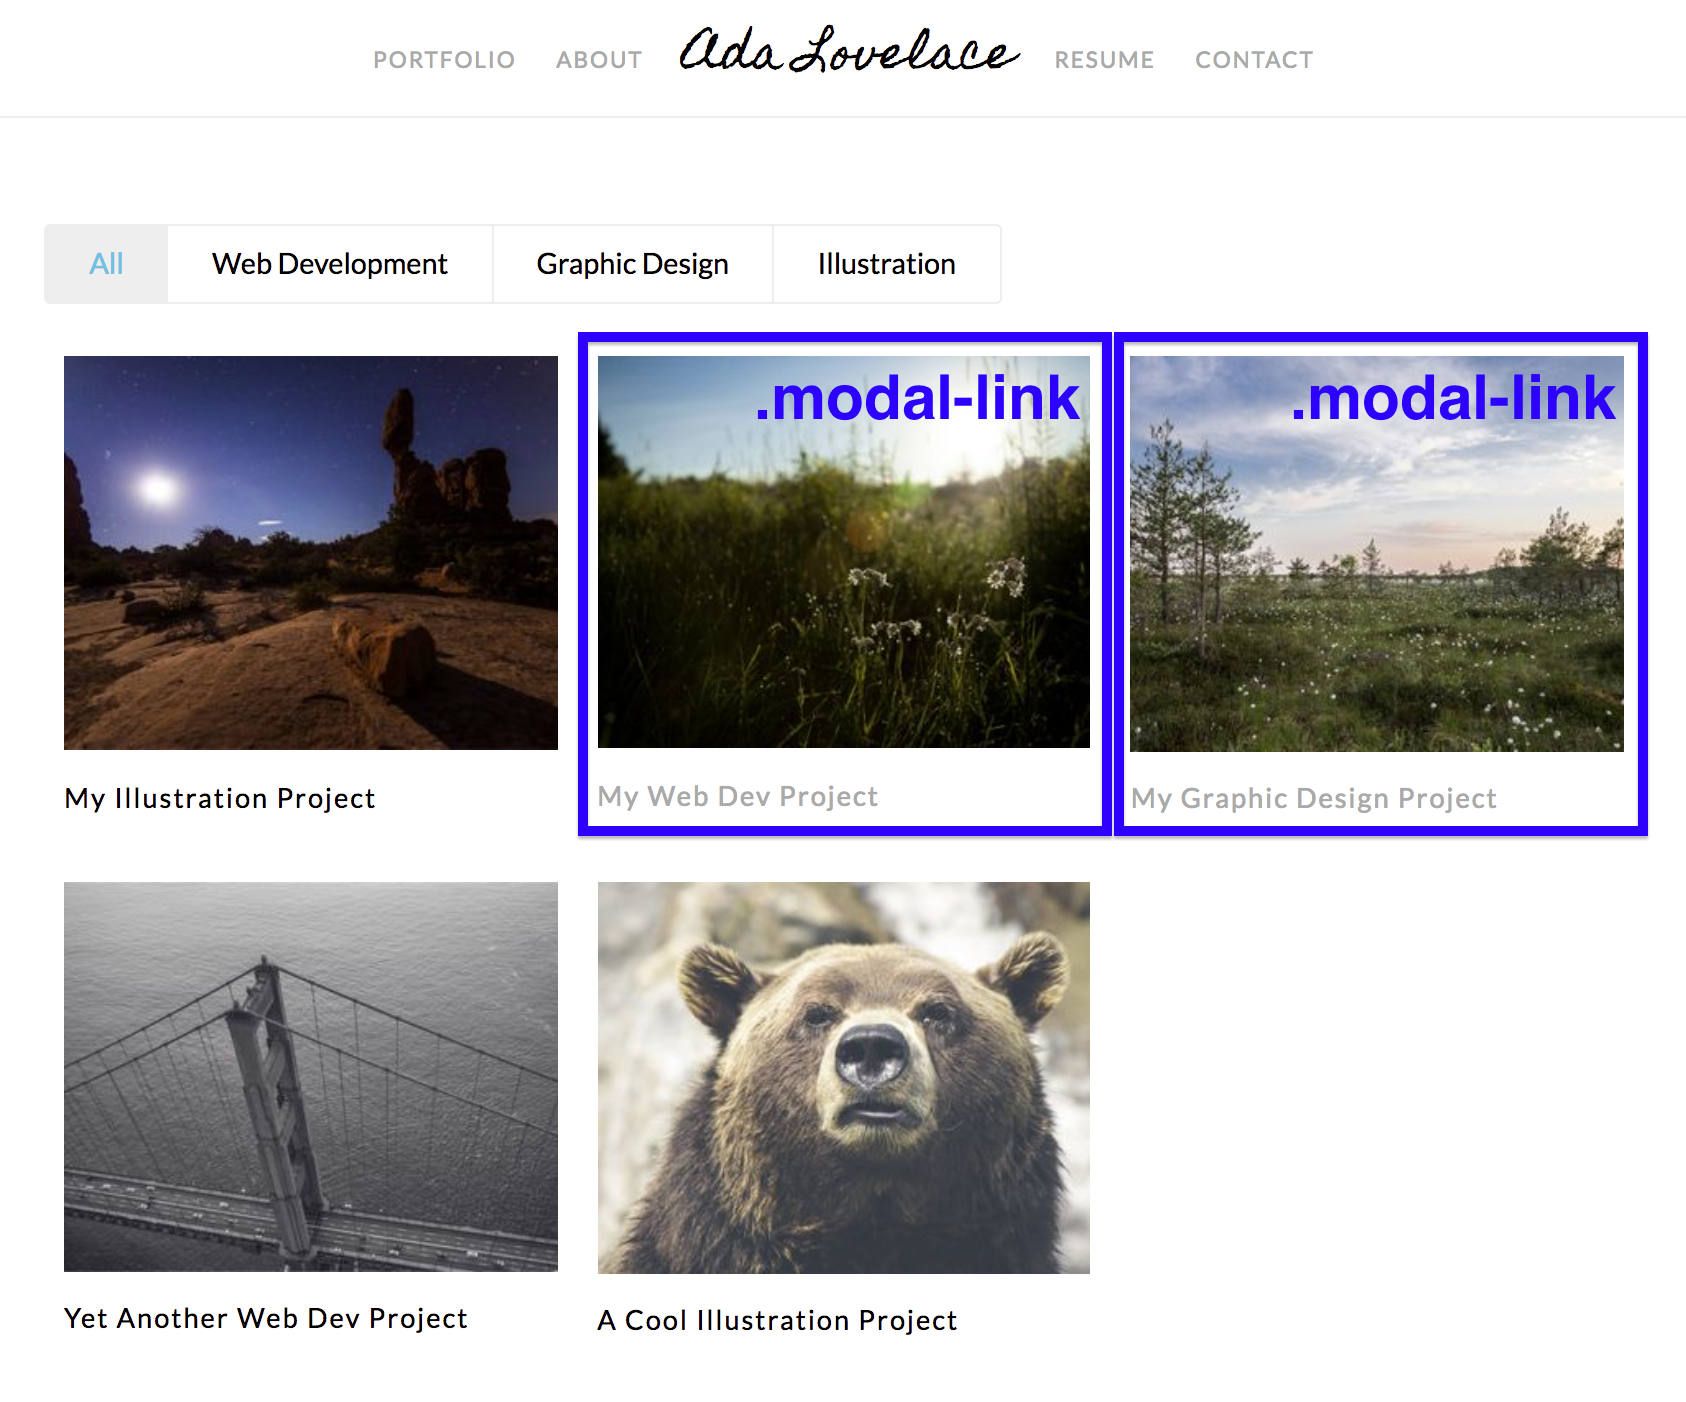 PORTFOLIO ABOUT Ada Lovelace RESUME CONTACT
All Web Development Graphic Design Illustration
.modal-link .modal-link
My Illustration Project My Web Dev Project My Graphic Design Project
Yet Another Web Dev Project A Cool Illustration Project